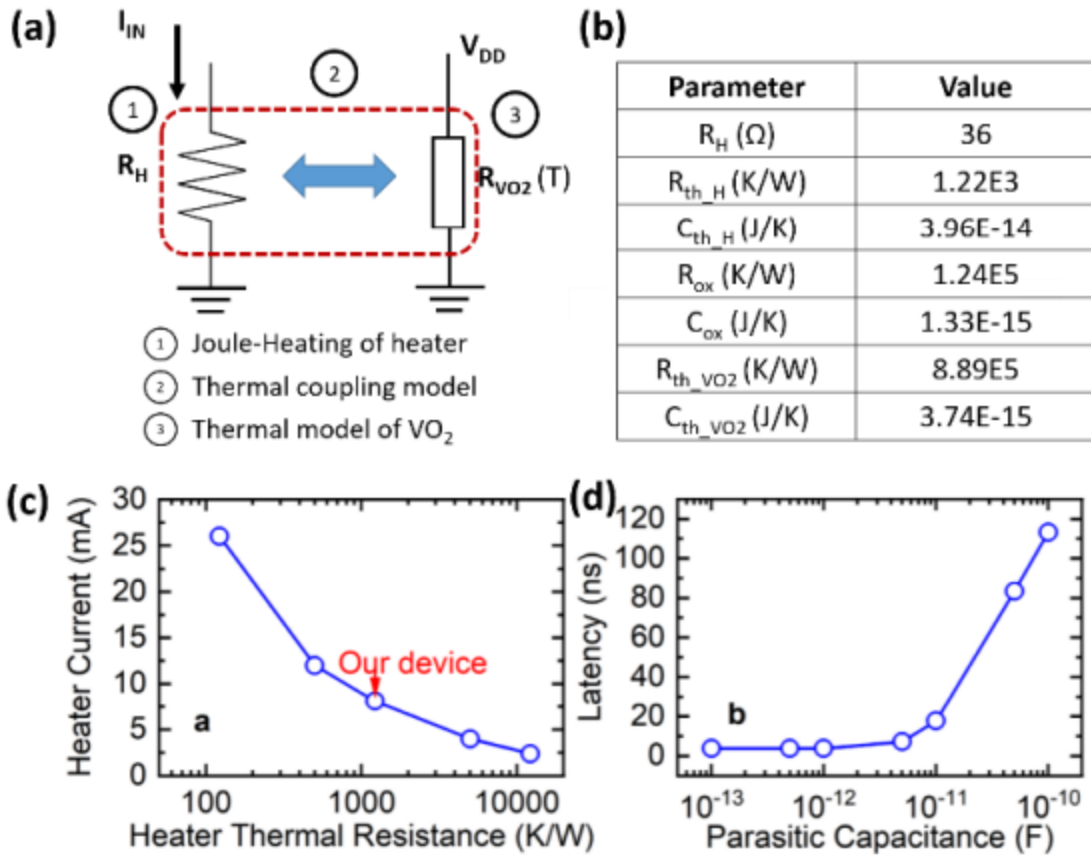 (a)
I_IN
V_DD
1
2
3
R_H
R_VO2 (T)
1 Joule-Heating of heater
2 Thermal coupling model
3 Thermal model of VO₂
(b)
Parameter Value
R_H (Ω) 36
R_th_H (K/W) 1.22E3
C_th_H (J/K) 3.96E-14
R_ox (K/W) 1.24E5
C_ox (J/K) 1.33E-15
R_th_VO2 (K/W) 8.89E5
C_th_VO2 (J/K) 3.74E-15
(c)
Heater Current (mA)
30
25
20
15
10
5
0
Our device
a
100 1000 10000
Heater Thermal Resistance (K/W)
(d)
Latency (ns)
120
100
80
60
40
20
0
b
10⁻¹³ 10⁻¹² 10⁻¹¹ 10⁻¹⁰
Parasitic Capacitance (F)